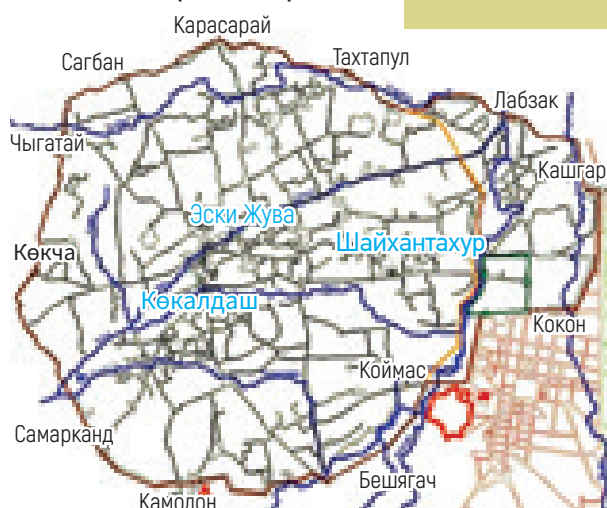 Карасарай
Сагбан
Тахтапул
Лабзак
Чыгатай
Кашгар
Эски Жува
Шайхантахур
Көкча
Көкалдаш
Кокон
Коймас
Самарканд
Бешягач
Камолон